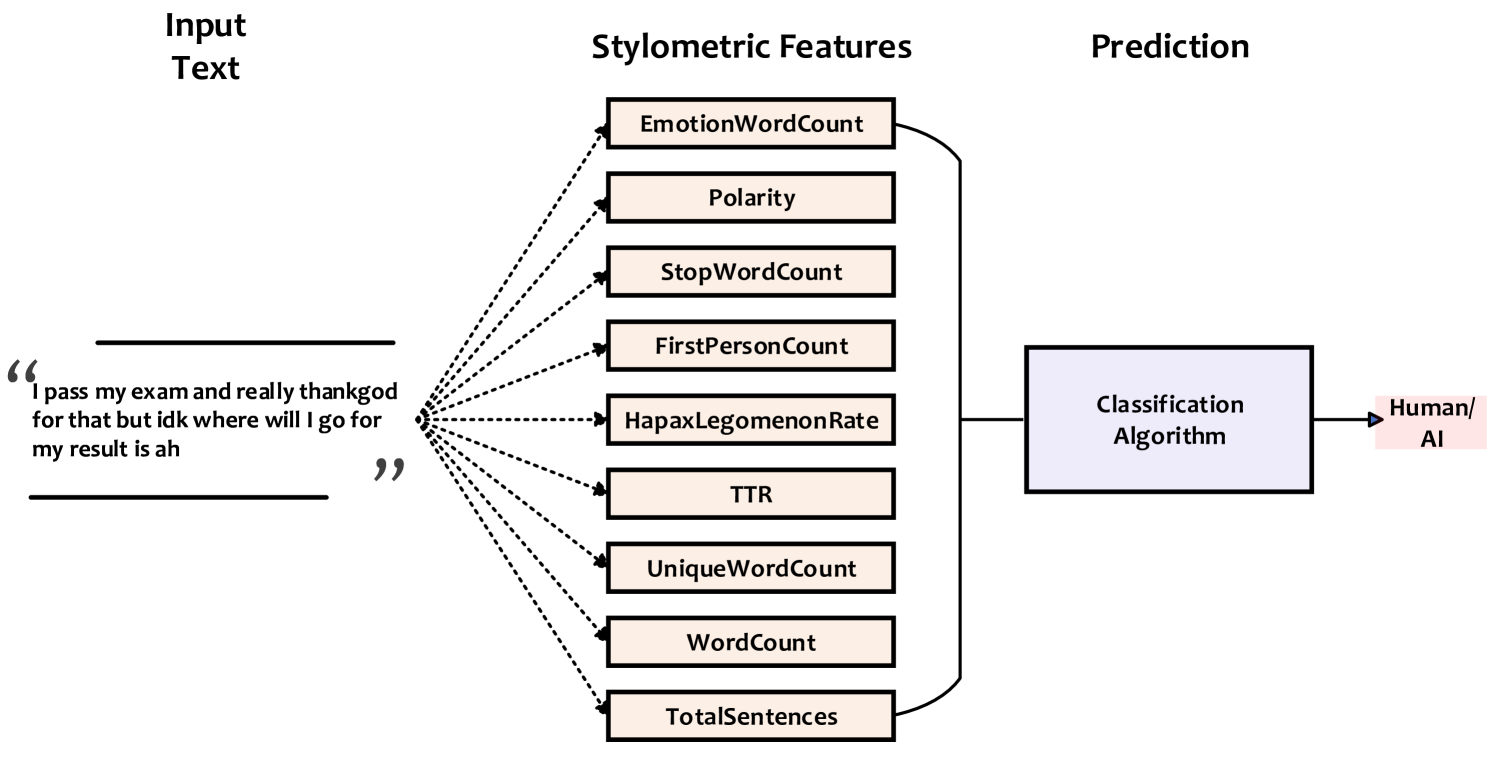 Input
Text
Stylometric Features
Prediction
EmotionWordCount
Polarity
StopWordCount
FirstPersonCount
HapaxLegomenonRate
TTR
UniqueWordCount
WordCount
TotalSentences
“
I pass my exam and really thankgod
for that but idk where will I go for
my result is ah
”
Classification
Algorithm
Human/
AI